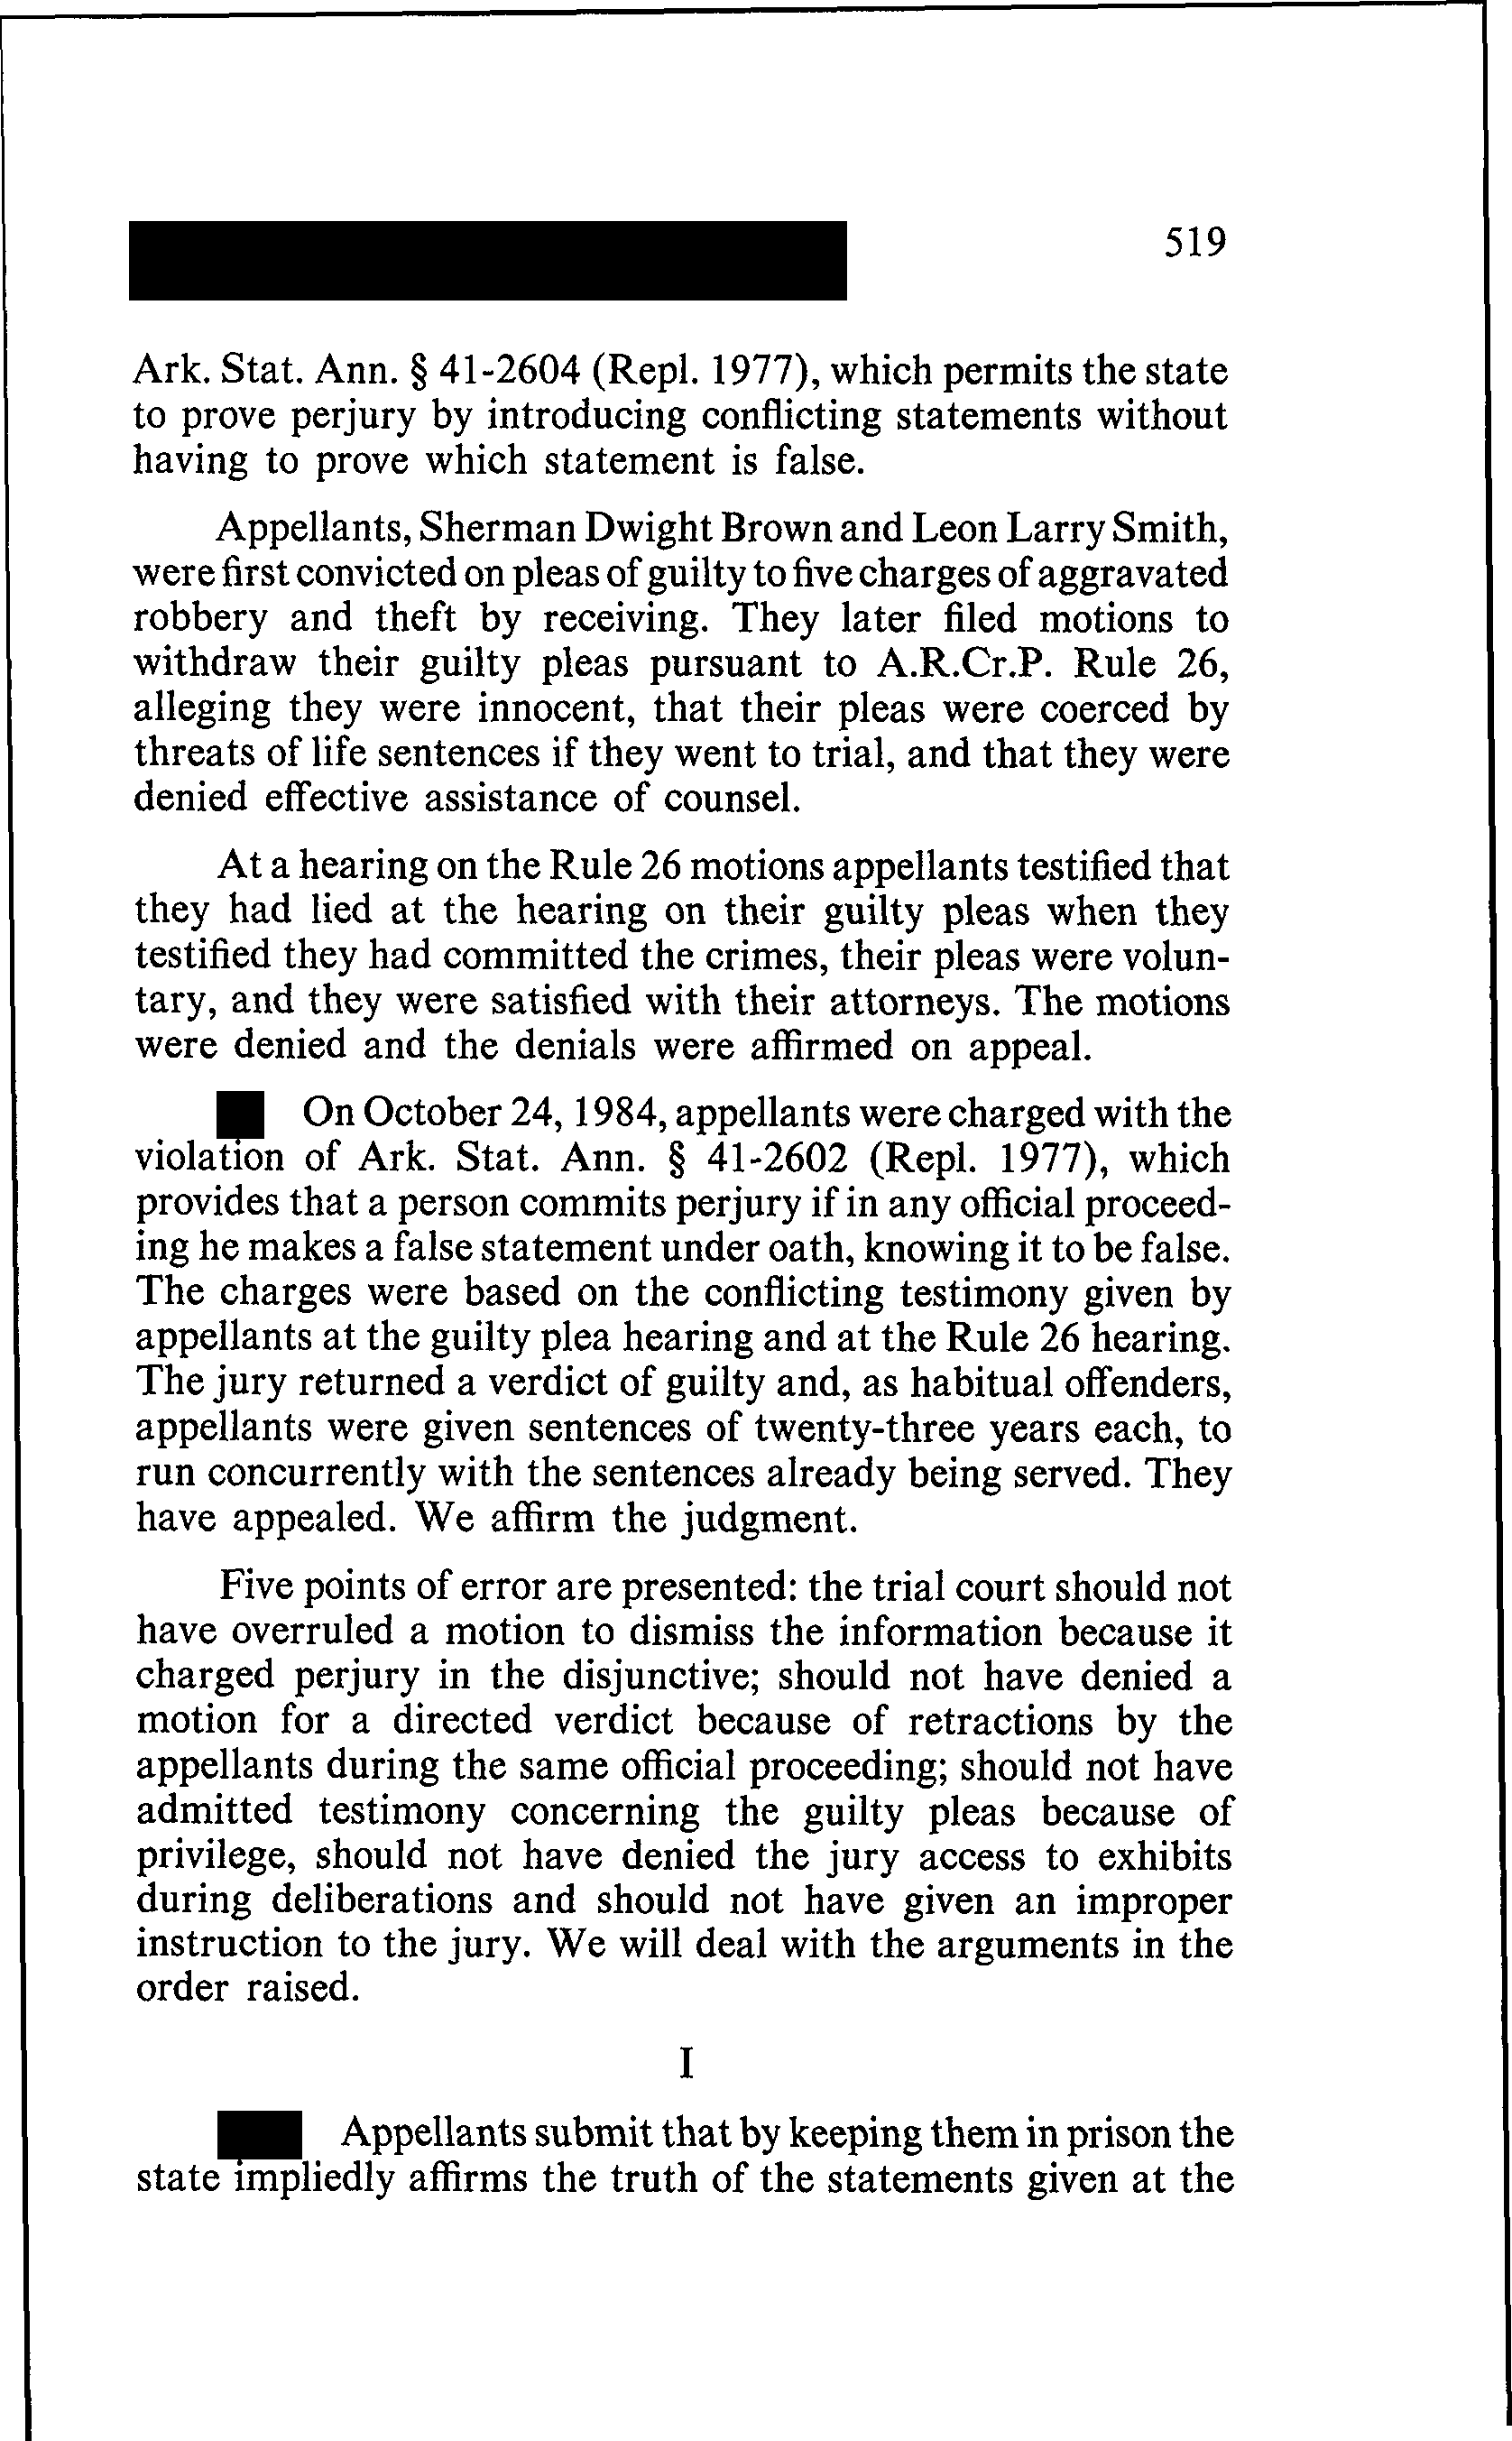 519
Ark. Stat. Ann. § 41-2604 (Repl. 1977), which permits the state
to prove perjury by introducing conflicting statements without
having to prove which statement is false.
Appellants, Sherman Dwight Brown and Leon Larry Smith,
were first convicted on pleas of guilty to five charges of aggravated
robbery and theft by receiving. They later filed motions to
withdraw their guilty pleas pursuant to A.R.Cr.P. Rule 26,
alleging they were innocent, that their pleas were coerced by
threats of life sentences if they went to trial, and that they were
denied effective assistance of counsel.
At a hearing on the Rule 26 motions appellants testified that
they had lied at the hearing on their guilty pleas when they
testified they had committed the crimes, their pleas were volun-
tary, and they were satisfied with their attorneys. The motions
were denied and the denials were affirmed on appeal.
On October 24, 1984, appellants were charged with the
violation of Ark. Stat. Ann. § 41-2602 (Repl. 1977), which
provides that a person commits perjury if in any official proceed-
ing he makes a false statement under oath, knowing it to be false.
The charges were based on the conflicting testimony given by
appellants at the guilty plea hearing and at the Rule 26 hearing.
The jury returned a verdict of guilty and, as habitual offenders,
appellants were given sentences of twenty-three years each, to
run concurrently with the sentences already being served. They
have appealed. We affirm the judgment.
Five points of error are presented: the trial court should not
have overruled a motion to dismiss the information because it
charged perjury in the disjunctive; should not have denied a
motion for a directed verdict because of retractions by the
appellants during the same official proceeding; should not have
admitted testimony concerning the guilty pleas because of
privilege, should not have denied the jury access to exhibits
during deliberations and should not have given an improper
instruction to the jury. We will deal with the arguments in the
order raised.
I
Appellants submit that by keeping them in prison the
state impliedly affirms the truth of the statements given at the